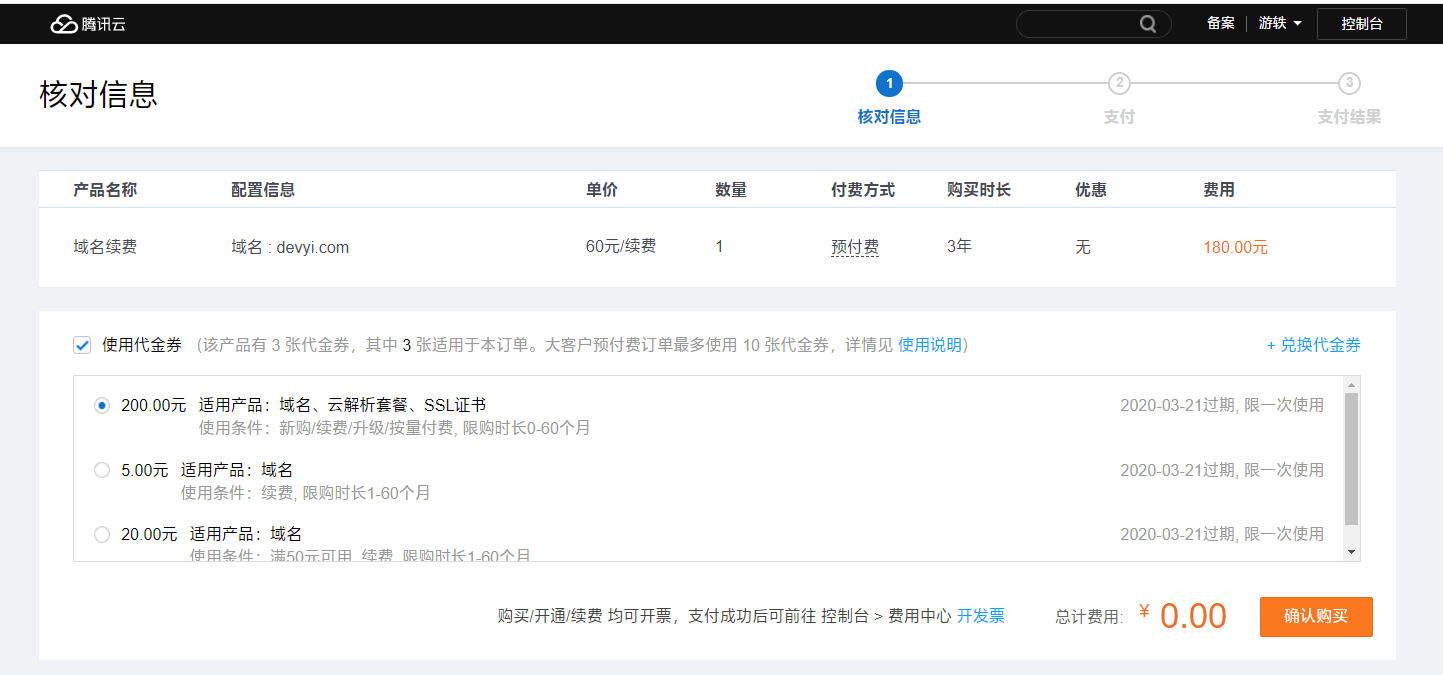 腾讯云 备案 游轶 控制台
核对信息
1 2 3
核对信息 支付 支付结果
产品名称 配置信息 单价 数量 付费方式 购买时长 优惠 费用
域名续费 域名 : devyi.com 60元/续费 1 预付费 3年 无 180.00元
使用代金券 (该产品有 3 张代金券，其中 3 张适用于本订单。大客户预付费订单最多使用 10 张代金券，详情见 使用说明) + 兑换代金券
200.00元 适用产品：域名、云解析套餐、SSL证书 2020-03-21过期, 限一次使用
使用条件：新购/续费/升级/按量付费, 限购时长0-60个月
5.00元 适用产品：域名 2020-03-21过期, 限一次使用
使用条件：续费, 限购时长1-60个月
20.00元 适用产品：域名 2020-03-21过期, 限一次使用
使用条件：满50元可用, 续费, 限购时长1-60个月
购买/开通/续费 均可开票，支付成功后可前往 控制台 > 费用中心 开发票 总计费用: ¥ 0.00 确认购买